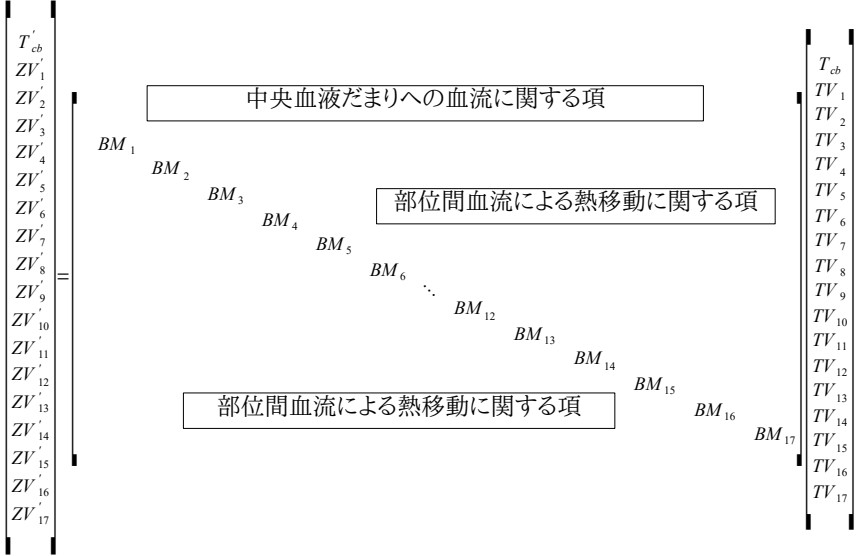 T'cb
ZV'1
ZV'2
ZV'3
ZV'4
ZV'5
ZV'6
ZV'7
ZV'8
ZV'9
ZV'10
ZV'11
ZV'12
ZV'13
ZV'14
ZV'15
ZV'16
ZV'17
=
中央血液だまりへの血流に関する項
BM1
BM2
BM3
部位間血流による熱移動に関する項
BM4
BM5
BM6
⋱
BM12
BM13
BM14
BM15
部位間血流による熱移動に関する項
BM16
BM17
Tcb
TV1
TV2
TV3
TV4
TV5
TV6
TV7
TV8
TV9
TV10
TV11
TV12
TV13
TV14
TV15
TV16
TV17